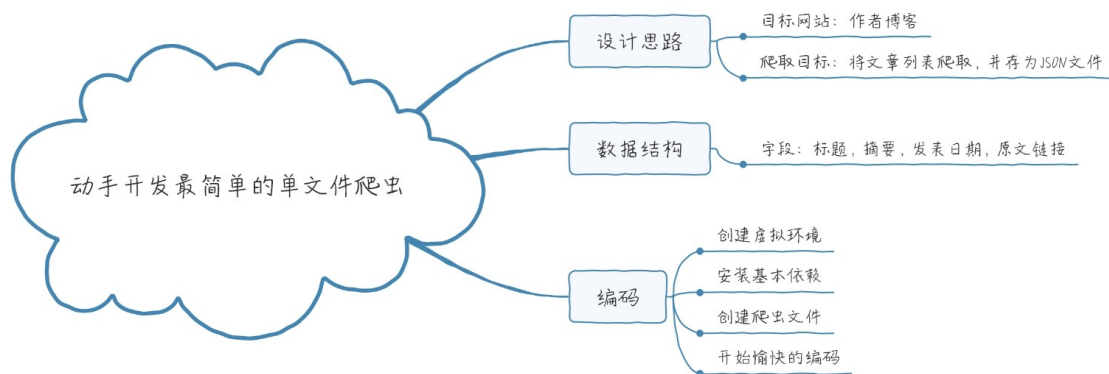 动手开发最简单的单文件爬虫
设计思路
目标网站：作者博客
爬取目标：将文章列表爬取，并存为JSON文件
数据结构
字段：标题，摘要，发表日期，原文链接
编码
创建虚拟环境
安装基本依赖
创建爬虫文件
开始愉快的编码